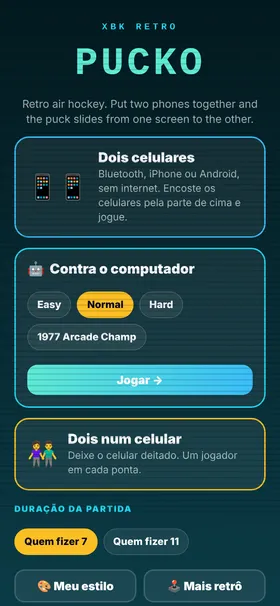 XBK RETRO
PUCKO
Retro air hockey. Put two phones together and
the puck slides from one screen to the other.
Dois celulares
Bluetooth, iPhone ou Android,
sem internet. Encoste os
celulares pela parte de cima e
jogue.
Contra o computador
Easy Normal Hard
1977 Arcade Champ
Jogar →
Dois num celular
Deixe o celular deitado. Um jogador
em cada ponta.
DURAÇÃO DA PARTIDA
Quem fizer 7 Quem fizer 11
Meu estilo Mais retrô